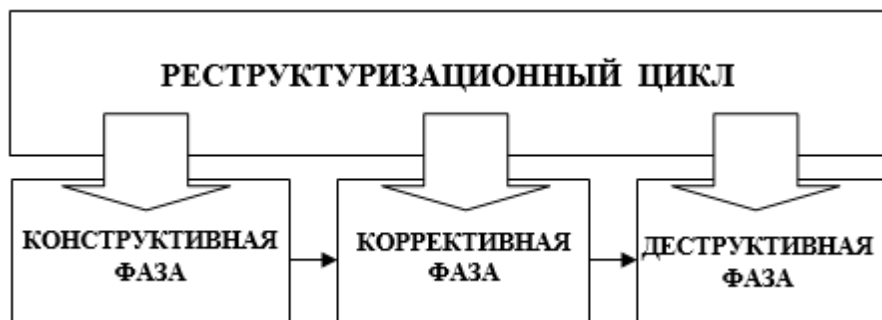 РЕСТРУКТУРИЗАЦИОННЫЙ ЦИКЛ
КОНСТРУКТИВНАЯ
ФАЗА
КОРРЕКТИВНАЯ
ФАЗА
ДЕСТРУКТИВНАЯ
ФАЗА